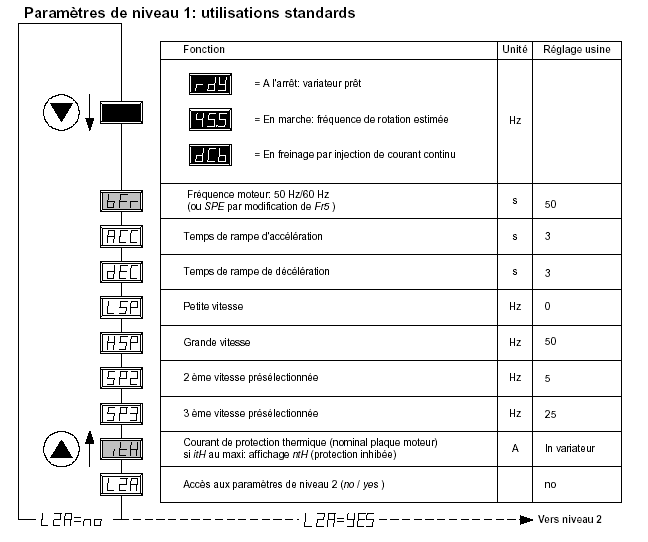 Paramètres de niveau 1: utilisations standards
Fonction Unité Réglage usine
rdY = A l'arrêt: variateur prêt
45.5 = En marche: fréquence de rotation estimée Hz
dCb = En freinage par injection de courant continu
bFr Fréquence moteur: 50 Hz/60 Hz s 50
(ou SPE par modification de Fr5 )
ACC Temps de rampe d'accélération s 3
dEC Temps de rampe de décélération s 3
LSP Petite vitesse Hz 0
HSP Grande vitesse Hz 50
SP2 2 ème vitesse présélectionnée Hz 5
SP3 3 ème vitesse présélectionnée Hz 25
itH Courant de protection thermique (nominal plaque moteur) A In variateur
si itH au maxi: affichage ntH (protection inhibée)
L2A Accès aux paramètres de niveau 2 (no / yes ) no
L2A=no L2A=YES Vers niveau 2